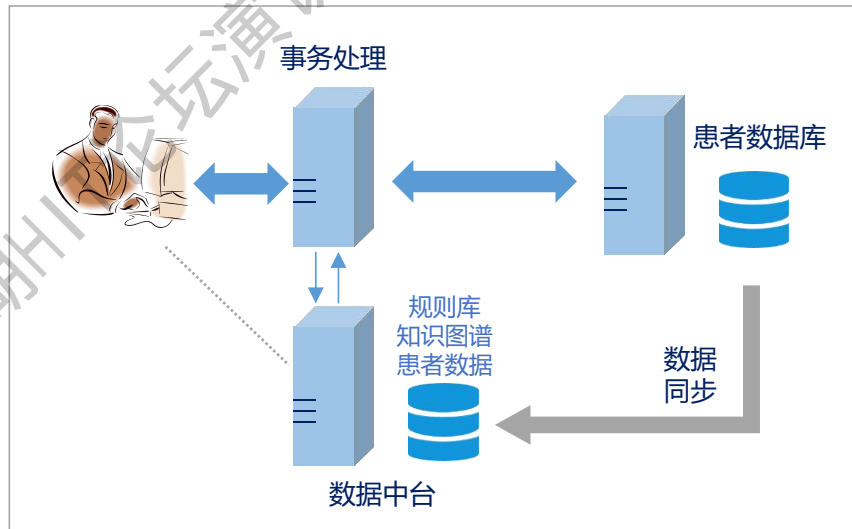 事务处理
患者数据库
规则库
知识图谱
患者数据
数据
同步
数据中台